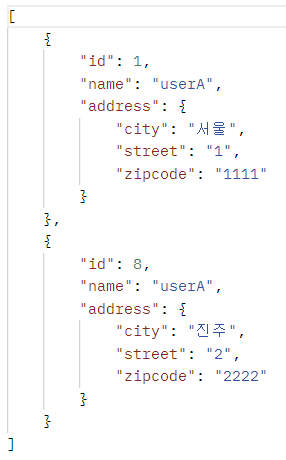 [
    {
        "id": 1,
        "name": "userA",
        "address": {
            "city": "서울",
            "street": "1",
            "zipcode": "1111"
        }
    },
    {
        "id": 8,
        "name": "userA",
        "address": {
            "city": "진주",
            "street": "2",
            "zipcode": "2222"
        }
    }
]